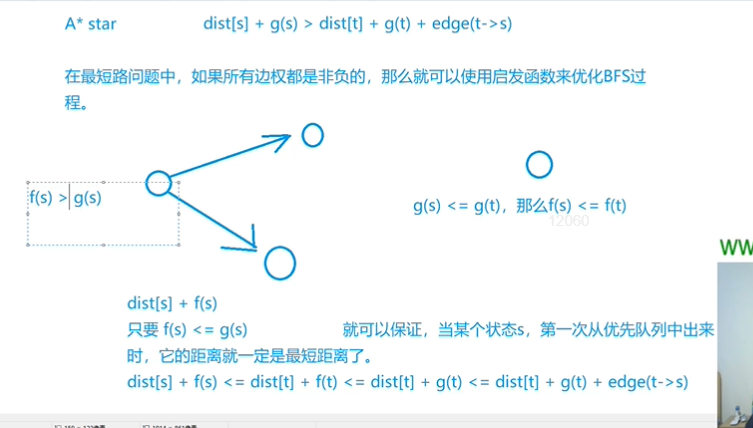 A* star
dist[s] + g(s) > dist[t] + g(t) + edge(t->s)
在最短路问题中，如果所有边权都是非负的，那么就可以使用启发函数来优化BFS过
程。
f(s) > g(s)
g(s) <= g(t)，那么f(s) <= f(t)
12060
WW
dist[s] + f(s)
只要 f(s) <= g(s) 就可以保证，当某个状态s，第一次从优先队列中出来
时，它的距离就一定是最短距离了。
dist[s] + f(s) <= dist[t] + f(t) <= dist[t] + g(t) <= dist[t] + g(t) + edge(t->s)